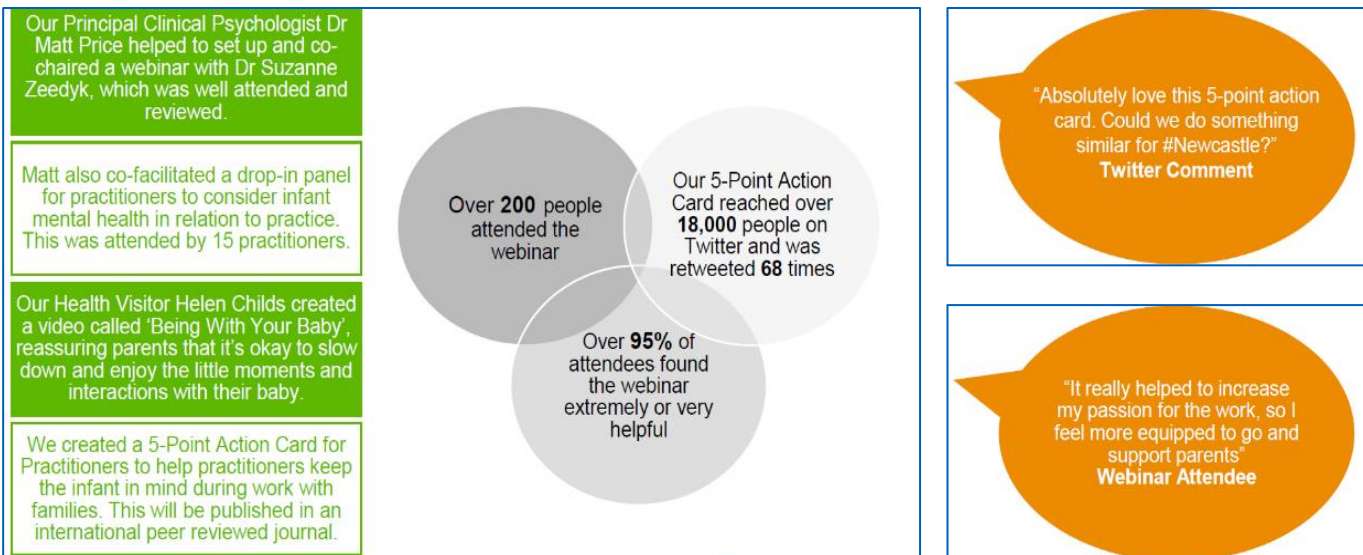 Our Principal Clinical Psychologist Dr
Matt Price helped to set up and co-
chaired a webinar with Dr Suzanne
Zeedyk, which was well attended and
reviewed.
Matt also co-facilitated a drop-in panel
for practitioners to consider infant
mental health in relation to practice.
This was attended by 15 practitioners.
Our Health Visitor Helen Childs created
a video called ‘Being With Your Baby’,
reassuring parents that it’s okay to slow
down and enjoy the little moments and
interactions with their baby.
We created a 5-Point Action Card for
Practitioners to help practitioners keep
the infant in mind during work with
families. This will be published in an
international peer reviewed journal.
Over 200 people
attended the
webinar
Our 5-Point Action
Card reached over
18,000 people on
Twitter and was
retweeted 68 times
Over 95% of
attendees found
the webinar
extremely or very
helpful
“Absolutely love this 5-point action
card. Could we do something
similar for #Newcastle?”
Twitter Comment
“It really helped to increase
my passion for the work, so I
feel more equipped to go and
support parents”
Webinar Attendee